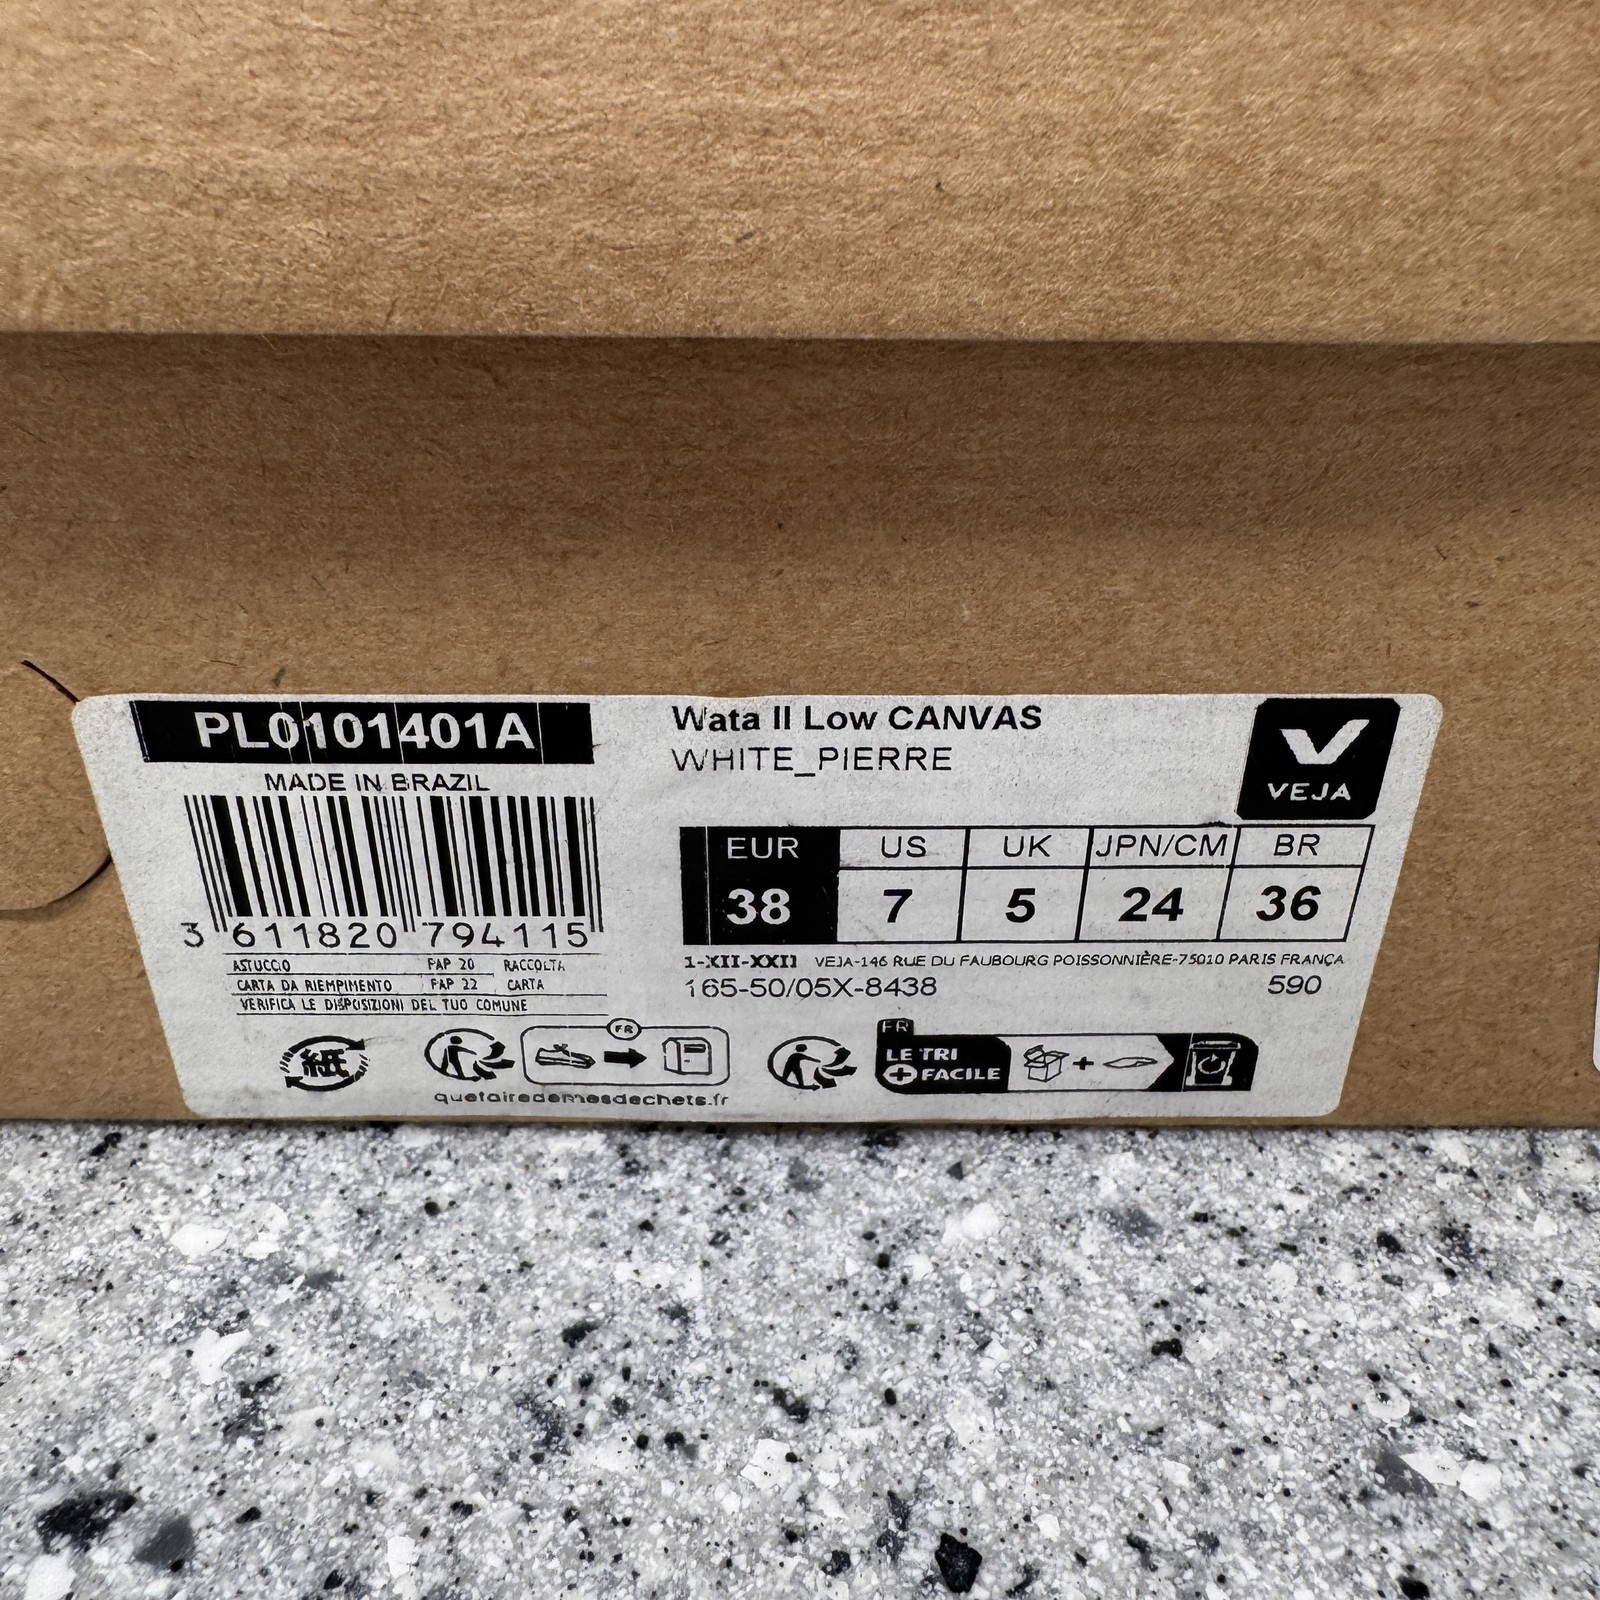 PL0101401A
MADE IN BRAZIL
3 611820 794115
ASTUCCIO PAP 20 RACCOLTA
CARTA DA RIEMPIMENTO PAP 22 CARTA
VERIFICA LE DISPOSIZIONI DEL TUO COMUNE
Wata II Low CANVAS
WHITE_PIERRE
VEJA
EUR US UK JPN/CM BR
38 7 5 24 36
1-XII-XXII VEJA-146 RUE DU FAUBOURG POISSONNIÈRE-75010 PARIS FRANÇA
165-50/05X-8438 590
紙
FR
quefairedemesdechets.fr
FR
LE TRI
+ FACILE
+